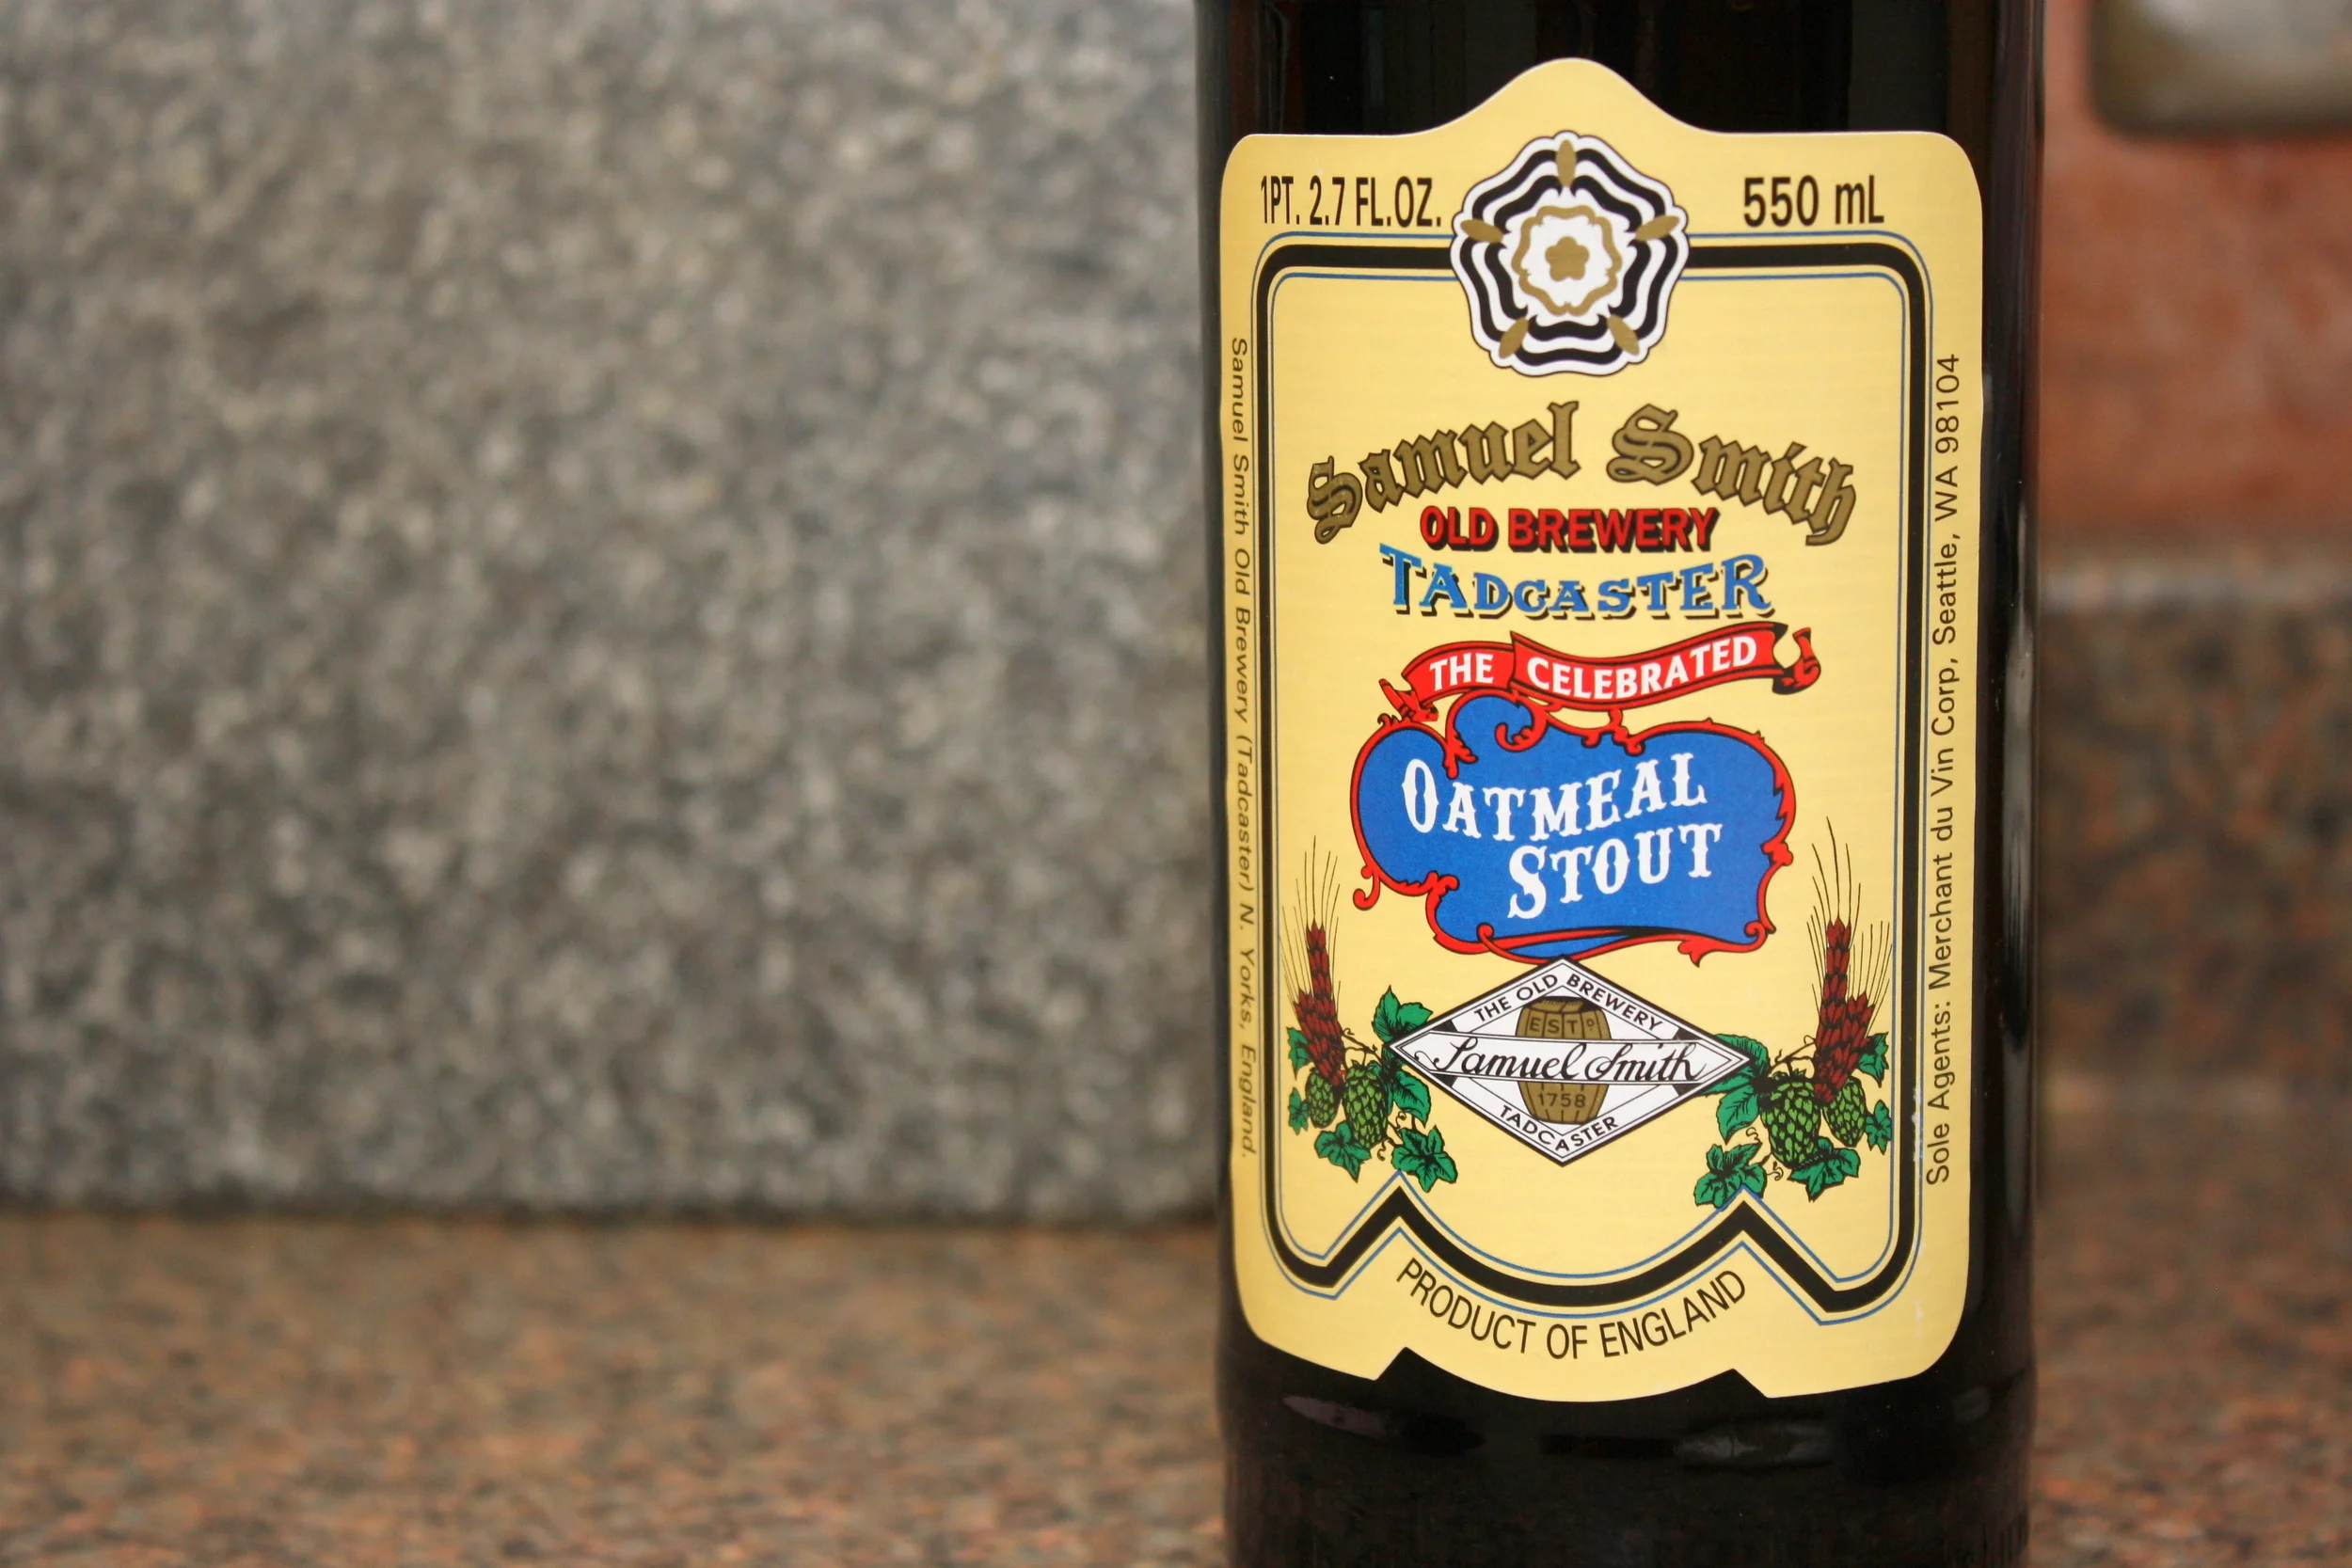 1PT. 2.7 FL.OZ.
550 mL
Samuel Smith
OLD BREWERY
TADCASTER
THE CELEBRATED
OATMEAL
STOUT
THE OLD BREWERY
ESTD
Samuel Smith
1758
TADCASTER
PRODUCT OF ENGLAND
Samuel Smith Old Brewery (Tadcaster) N. Yorks, England.
Sole Agents: Merchant du Vin Corp, Seattle, WA 98104